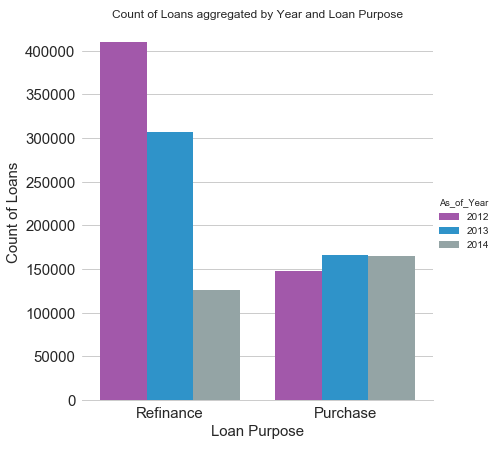 Count of Loans aggregated by Year and Loan Purpose
400000
350000
300000
250000
200000
150000
100000
50000
0
Count of Loans
Refinance
Purchase
Loan Purpose
As_of_Year
2012
2013
2014